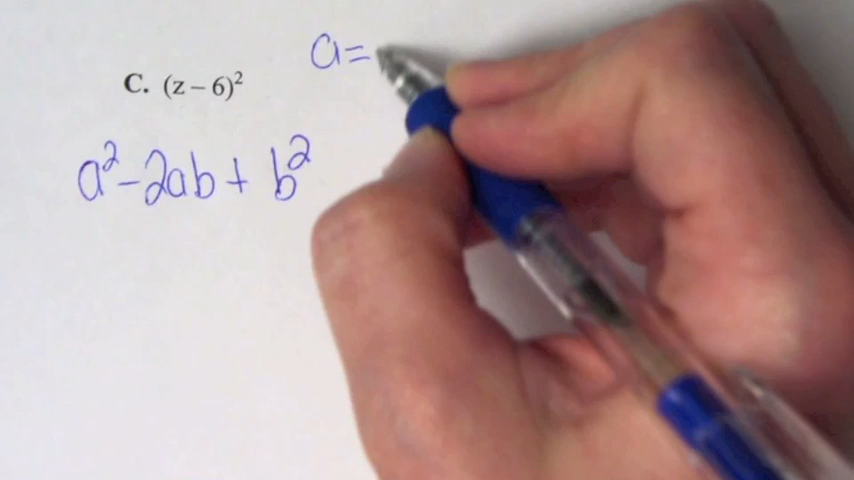 a=
C. (z – 6)²
a²-2ab+ b²